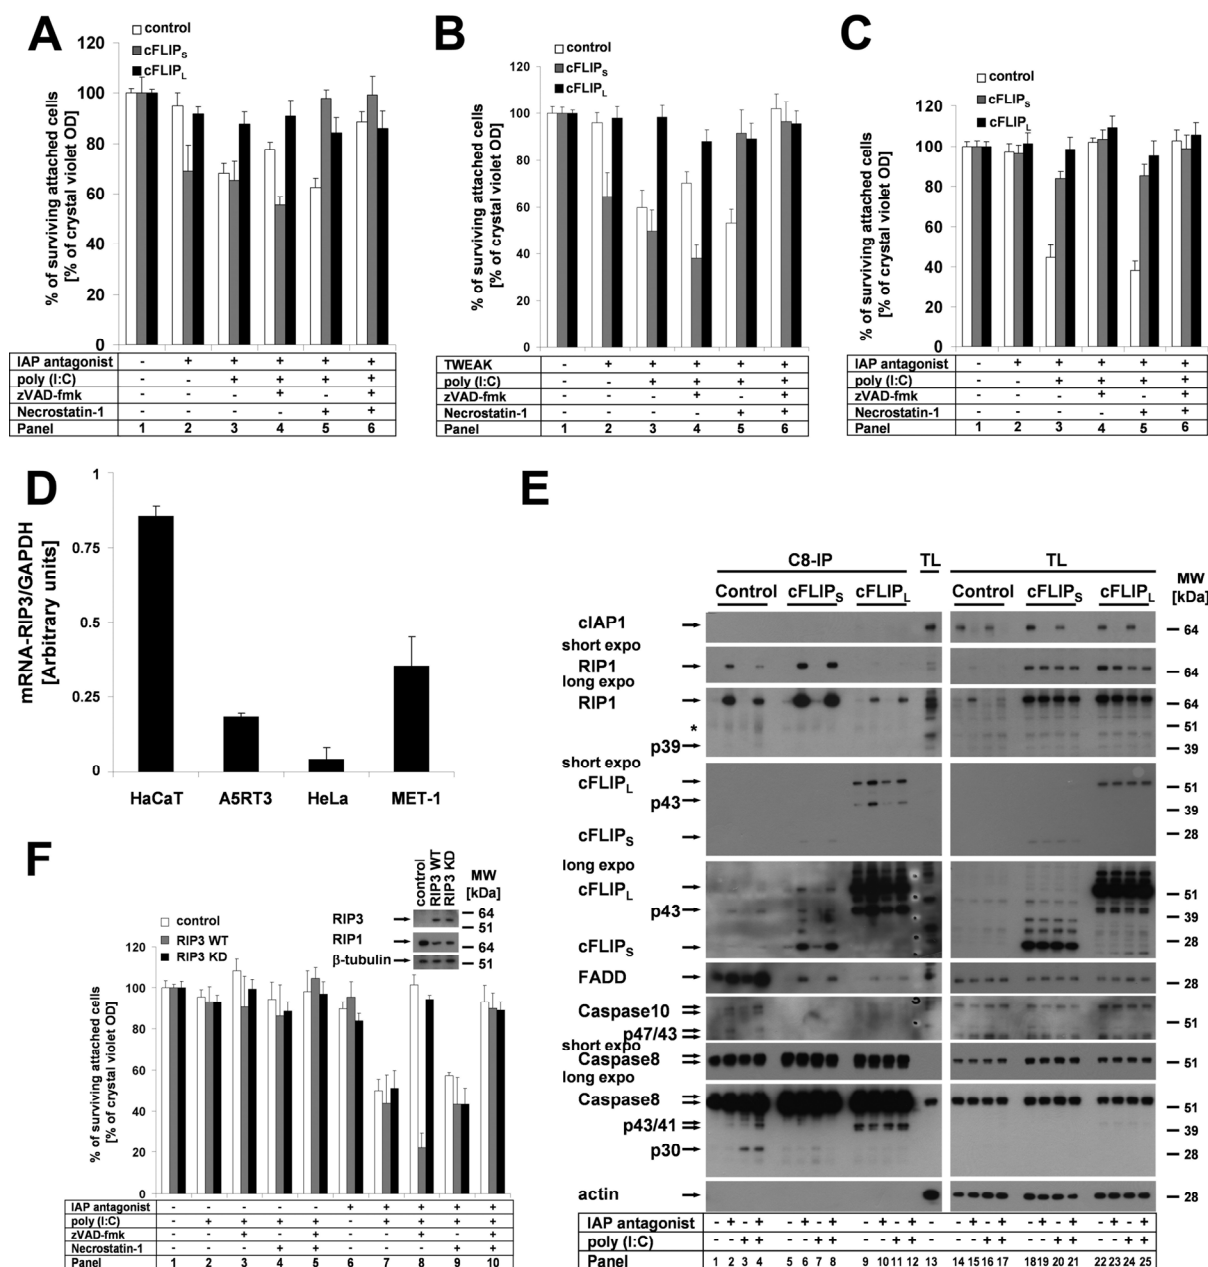 A
control
cFLIPS
cFLIPL
% of surviving attached cells
[% of crystal violet OD]
120
100
80
60
40
20
0
IAP antagonist - + + + + +
poly (I:C) - - + + + +
zVAD-fmk - - - + - +
Necrostatin-1 - - - - + +
Panel 1 2 3 4 5 6
B
control
cFLIPS
cFLIPL
% of surviving attached cells
[% of crystal violet OD]
120
100
80
60
40
20
0
TWEAK - + + + + +
poly (I:C) - - + + + +
zVAD-fmk - - - + - +
Necrostatin-1 - - - - + +
Panel 1 2 3 4 5 6
C
control
cFLIPS
cFLIPL
% of surviving attached cells
[% of crystal violet OD]
120
100
80
60
40
20
0
IAP antagonist - + + + + +
poly (I:C) - - + + + +
zVAD-fmk - - - + - +
Necrostatin-1 - - - - + +
Panel 1 2 3 4 5 6
D
mRNA-RIP3/GAPDH
[Arbitrary units]
1
0.75
0.5
0.25
0
HaCaT A5RT3 HeLa MET-1
E
C8-IP TL TL
Control cFLIPS cFLIPL Control cFLIPS cFLIPL
MW
[kDa]
cIAP1 64
short expo
RIP1 64
long expo
RIP1 64
51
*
p39 39
short expo
cFLIPL 51
p43 39
cFLIPS 28
long expo
cFLIPL 51
p43 39
cFLIPS 28
FADD 28
Caspase10
p47/43 51
short expo
Caspase8 51
long expo
Caspase8 51
p43/41 39
p30 28
actin 28
IAP antagonist - + - + - + - + - + - + - - + - + - + - + - + - +
poly (I:C) - - + + - - + + - - + + - - - + + - - + + - - + +
Panel 1 2 3 4 5 6 7 8 9 10 11 12 13 14 15 16 17 18 19 20 21 22 23 24 25
F
control
RIP3 WT
RIP3 KD
control
RIP3 WT
RIP3 KD
MW
[kDa]
RIP3 64
51
RIP1 64
β-tubulin 51
% of surviving attached cells
[% of crystal violet OD]
120
100
80
60
40
20
0
IAP antagonist - - - - - + + + + +
poly (I:C) - + + + + - + + + +
zVAD-fmk - - + - + - - + - +
Necrostatin-1 - - - + + - - - + +
Panel 1 2 3 4 5 6 7 8 9 10